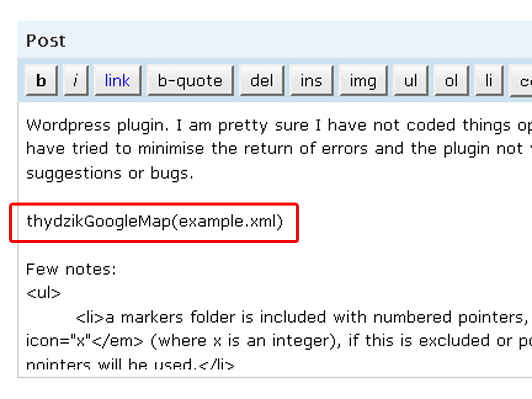 Post
b i link b-quote del ins img ul ol li
Wordpress plugin. I am pretty sure I have not coded things
have tried to minimise the return of errors and the plugin not
suggestions or bugs.
thydzikGoogleMap(example.xml)
Few notes:
<ul>
<li>a markers folder is included with numbered pointers,
icon="x"</em> (where x is an integer), if this is excluded or
pointers will be used.</li>